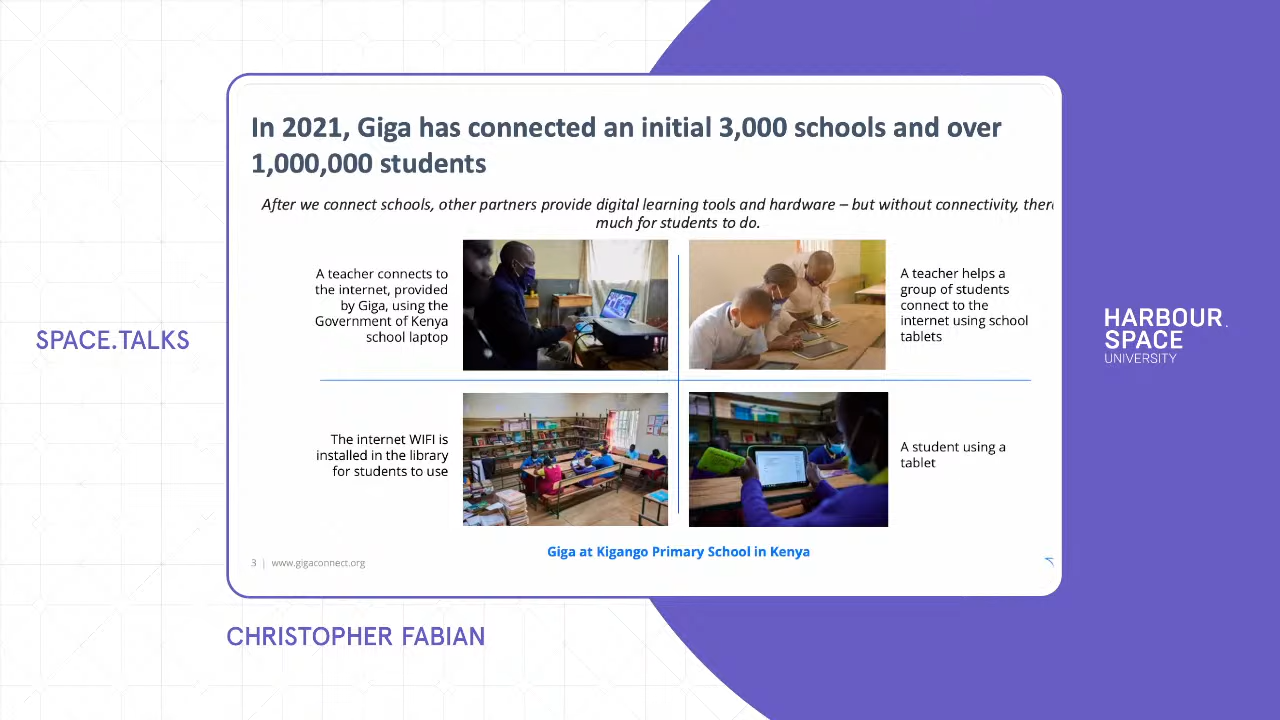 In 2021, Giga has connected an initial 3,000 schools and over
1,000,000 students
After we connect schools, other partners provide digital learning tools and hardware – but without connectivity,
much for students to do.
A teacher connects to
the internet, provided
by Giga, using the
Government of Kenya
school laptop
A teacher helps a
group of students
connect to the
internet using school
tablets
The internet WIFI is
installed in the library
for students to use
A student using a
tablet
Giga at Kigango Primary School in Kenya
3 | www.gigaconnect.org
SPACE.TALKS
HARBOUR.
SPACE
UNIVERSITY
CHRISTOPHER FABIAN